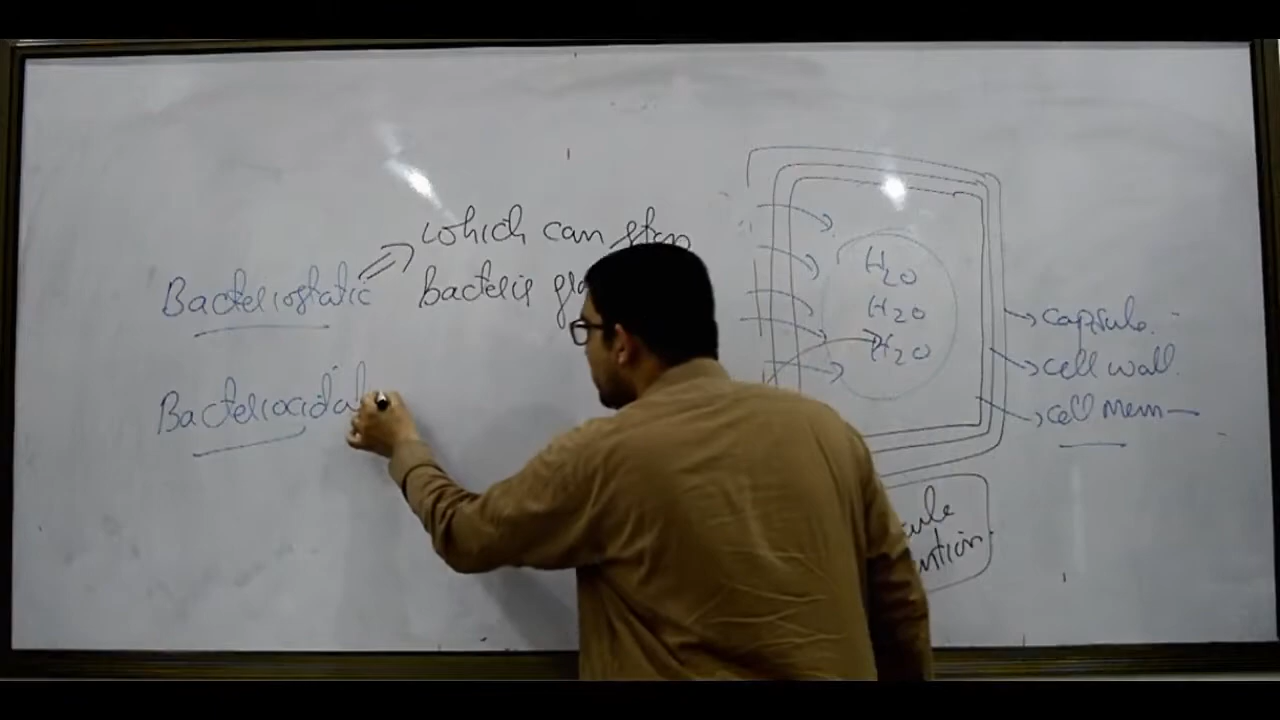 which can stop
Bacteriostatic
bacteria
Bacteriocidal
H2O
H2O
H2O
capsule
cell wall
cell mem